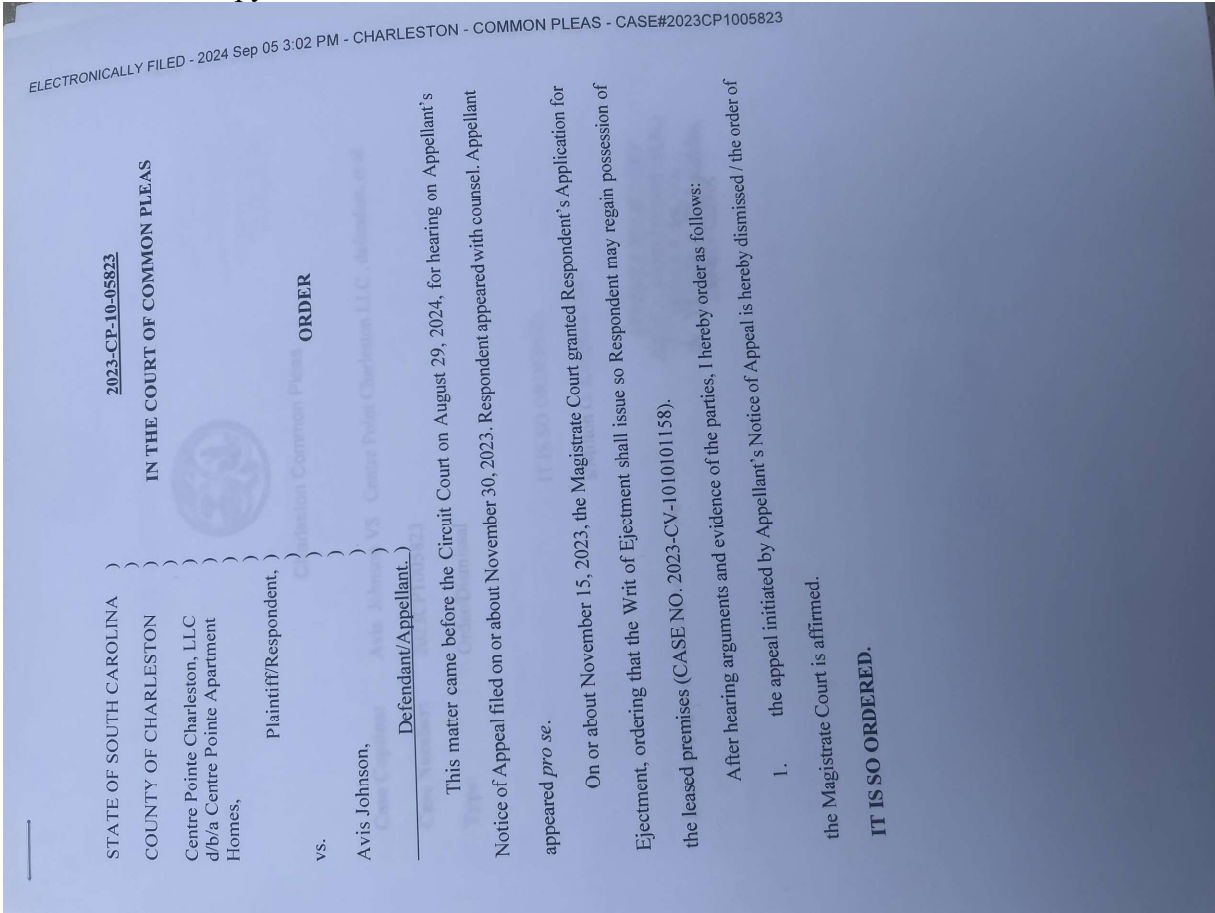 ELECTRONICALLY FILED - 2024 Sep 05 3:02 PM - CHARLESTON - COMMON PLEAS - CASE#2023CP1005823
STATE OF SOUTH CAROLINA ) 2023-CP-10-05823
)
COUNTY OF CHARLESTON ) IN THE COURT OF COMMON PLEAS
)
Centre Pointe Charleston, LLC )
d/b/a Centre Pointe Apartment )
Homes, )
)
Plaintiff/Respondent, )
) ORDER
vs. )
)
Avis Johnson, )
)
Defendant/Appellant. )
This matter came before the Circuit Court on August 29, 2024, for hearing on Appellant's
Notice of Appeal filed on or about November 30, 2023. Respondent appeared with counsel. Appellant
appeared pro se.
On or about November 15, 2023, the Magistrate Court granted Respondent's Application for
Ejectment, ordering that the Writ of Ejectment shall issue so Respondent may regain possession of
the leased premises (CASE NO. 2023-CV-1010101158).
After hearing arguments and evidence of the parties, I hereby order as follows:
1. the appeal initiated by Appellant's Notice of Appeal is hereby dismissed / the order of
the Magistrate Court is affirmed.
IT IS SO ORDERED.